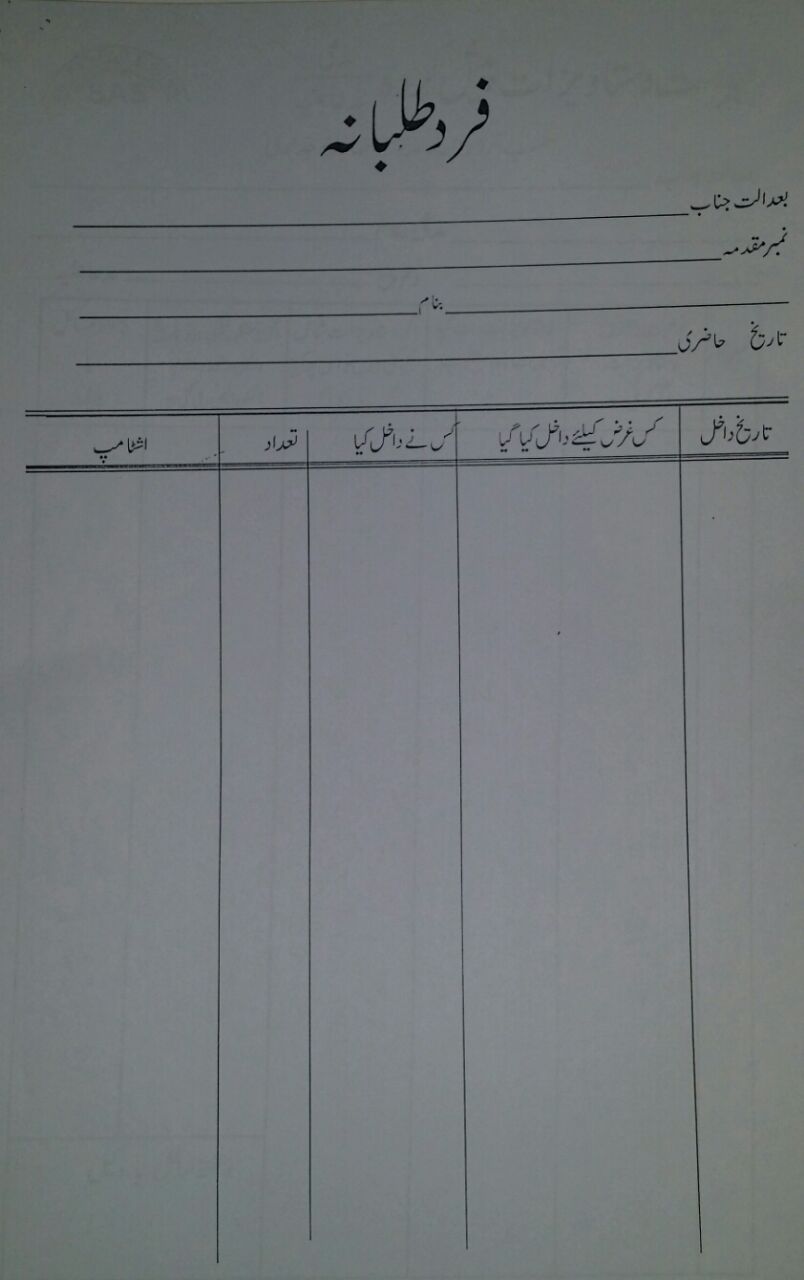 فرد طلبانہ
بعدالت جناب
نمبر مقدمہ
بنام
تاریخ حاضری
تاریخ داخل کس غرض کیلئے داخل کیا گیا کس نے داخل کیا تعداد اشٹامپ